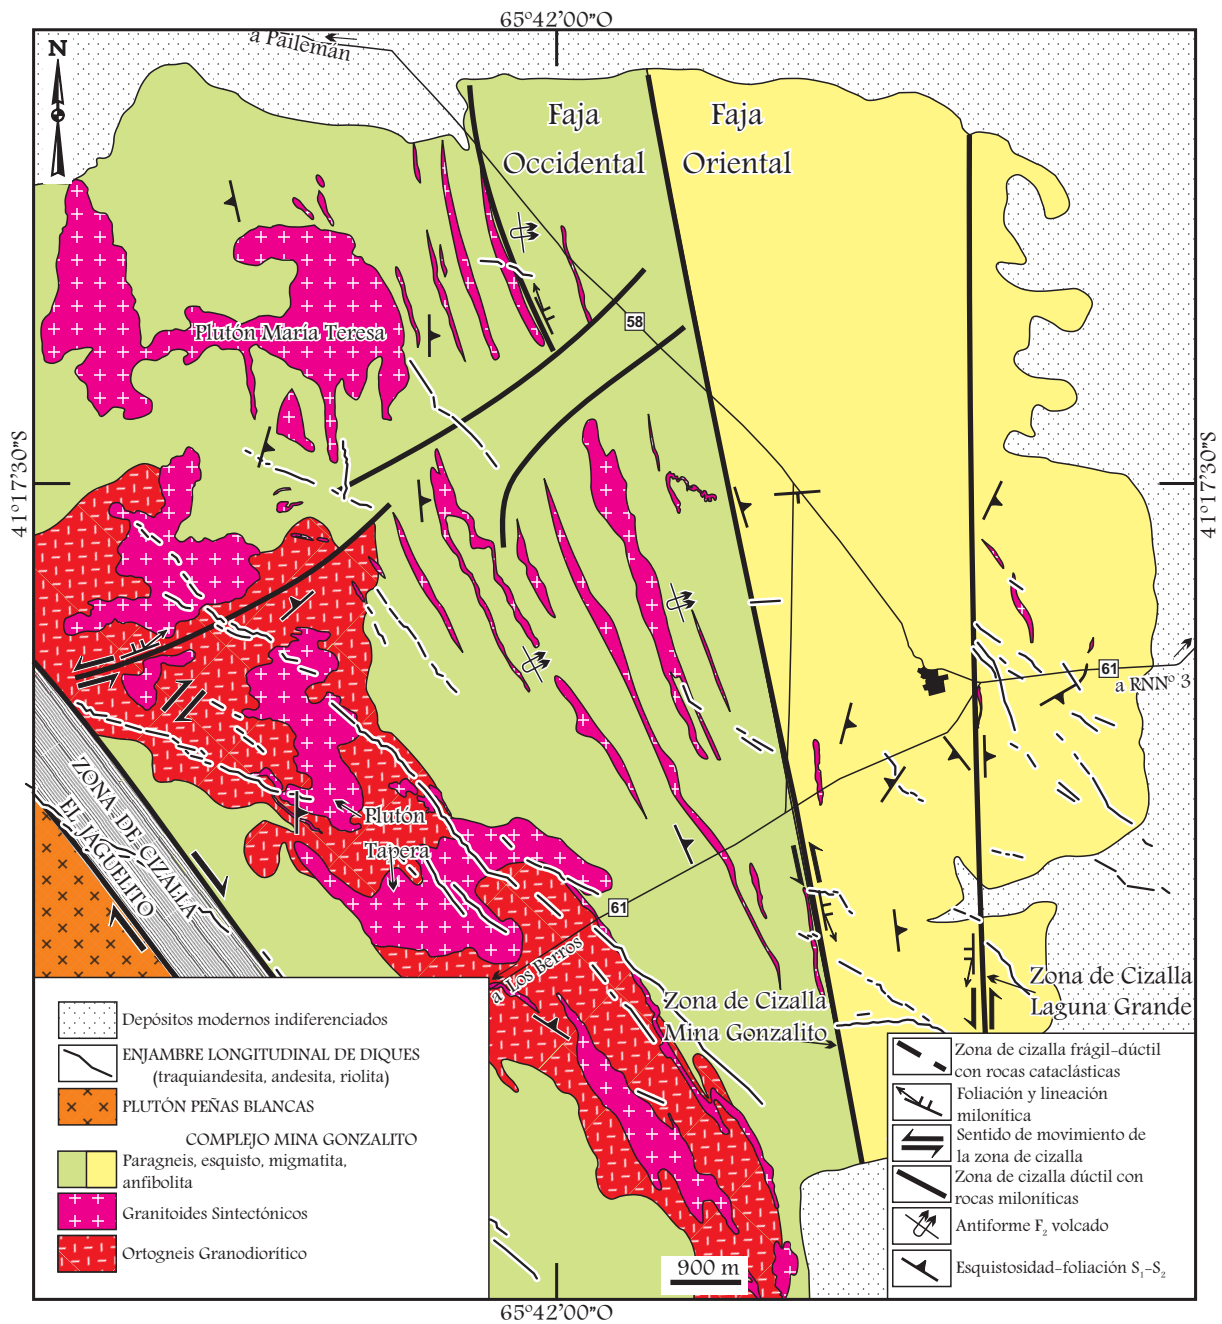 65°42'00"O
a Pailemán
N
Faja
Occidental
Faja
Oriental
58
Plutón María Teresa
41°17'30"S
41°17'30"S
61
a RNNº 3
ZONA DE CIZALLA
EL JAGUELITO
Plutón
Tapera
61
a Los Berros
Zona de Cizalla
Mina Gonzalito
Zona de Cizalla
Laguna Grande
Depósitos modernos indiferenciados
ENJAMBRE LONGITUDINAL DE DIQUES
(traquiandesita, andesita, riolita)
PLUTÓN PEÑAS BLANCAS
COMPLEJO MINA GONZALITO
Paragneis, esquisto, migmatita,
anfibolita
Granitoides Sintectónicos
Ortogneis Granodiorítico
Zona de cizalla frágil-dúctil
con rocas cataclásticas
Foliación y lineación
milonítica
Sentido de movimiento de
la zona de cizalla
Zona de cizalla dúctil con
rocas miloníticas
Antiforme F₂ volcado
Esquistosidad-foliación S₁-S₂
900 m
65°42'00"O